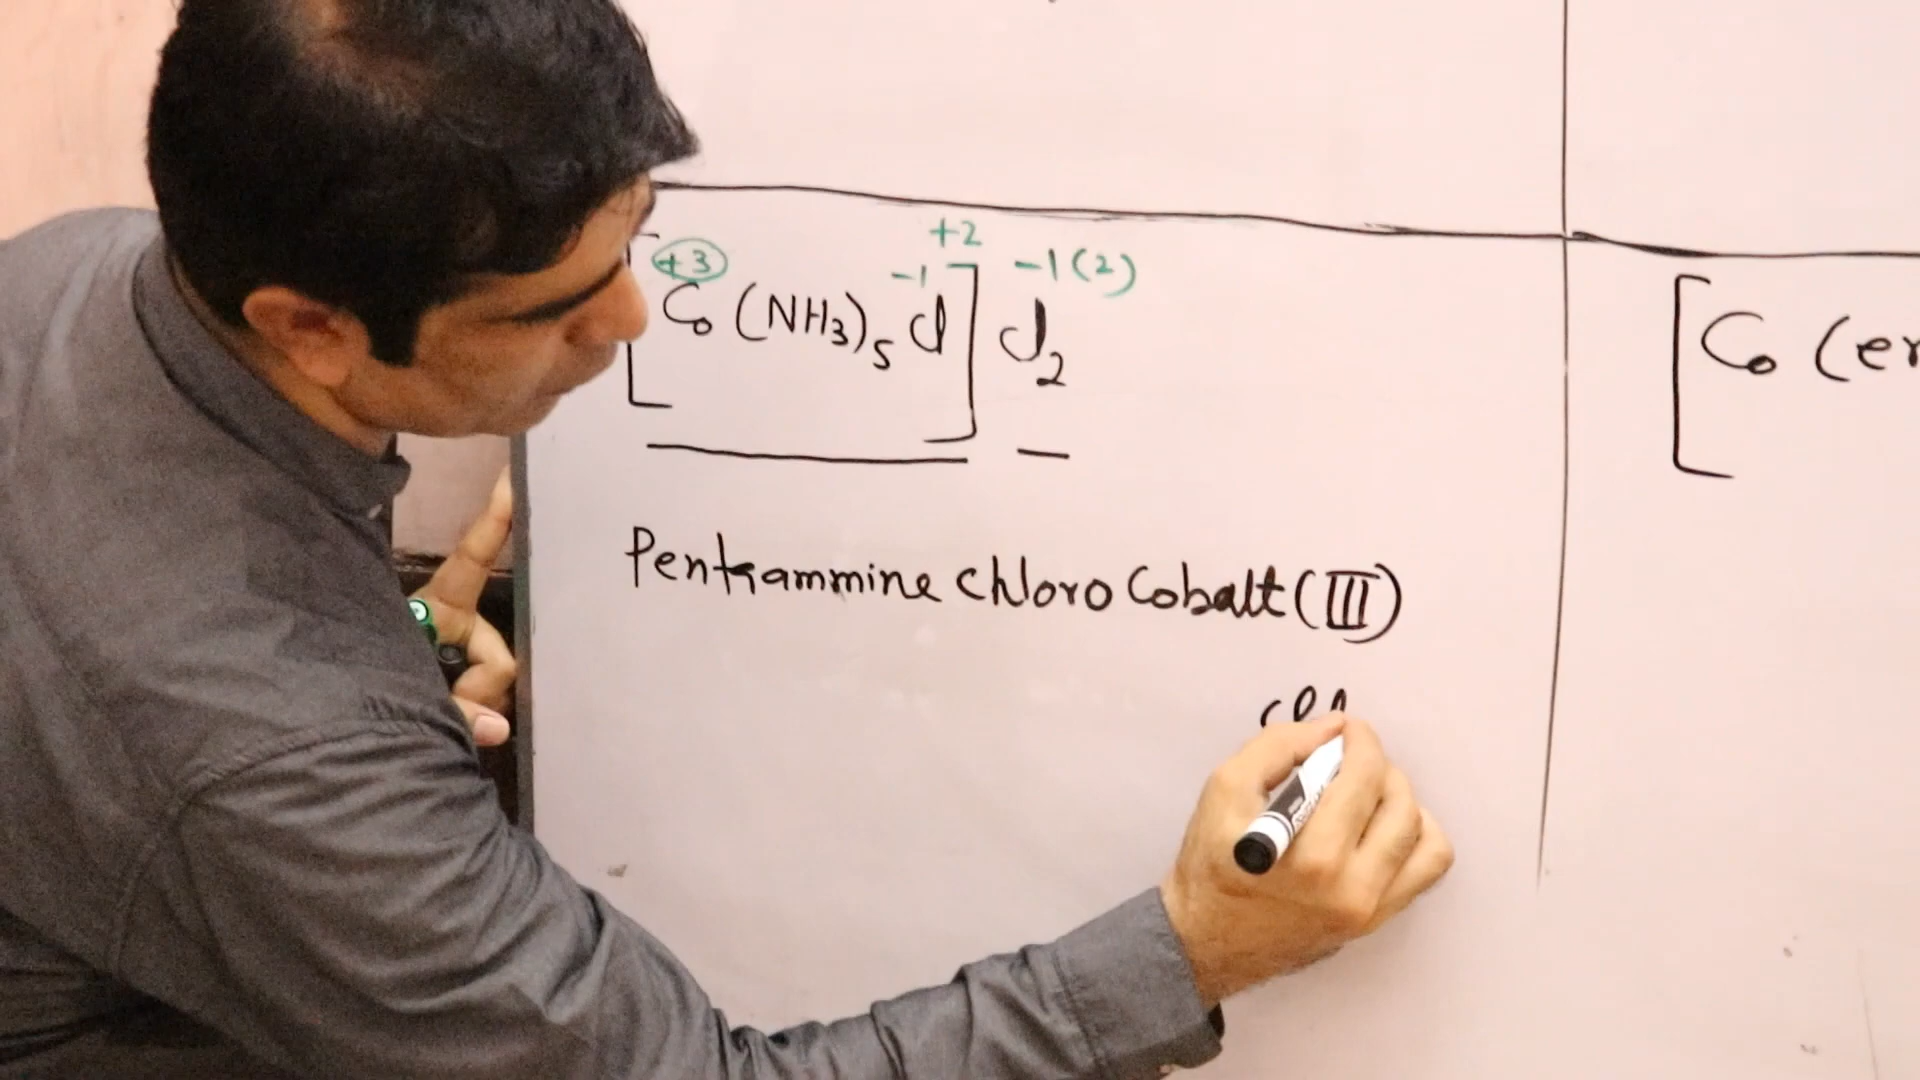 +2
+3 -1 -1(2)
[Co(NH3)5Cl]Cl2
[Co(en
Pentaammine chloro Cobalt(III)